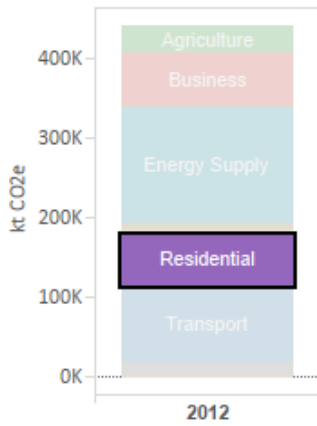 Agriculture
400K
Business
300K
Energy Supply
kt CO2e
200K
Residential
100K
Transport
0K
2012